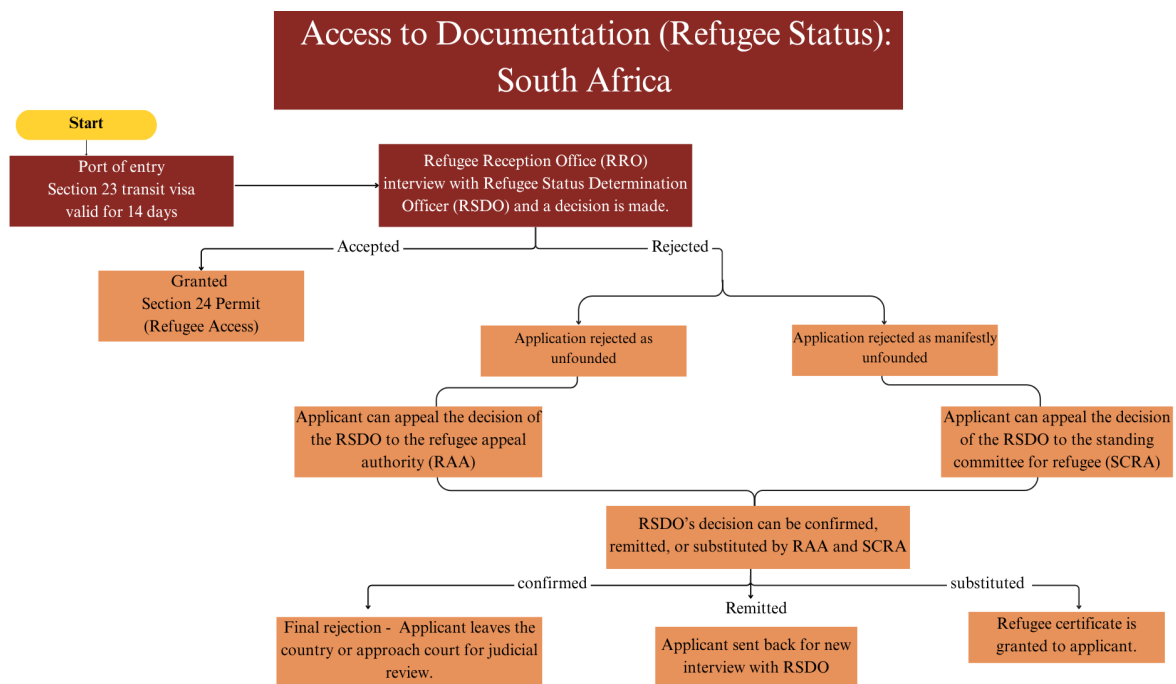 Access to Documentation (Refugee Status):
South Africa
Start
Port of entry
Section 23 transit visa
valid for 14 days
Refugee Reception Office (RRO)
interview with Refugee Status Determination
Officer (RSDO) and a decision is made.
Accepted
Rejected
Granted
Section 24 Permit
(Refugee Access)
Application rejected as
unfounded
Application rejected as manifestly
unfounded
Applicant can appeal the decision of
the RSDO to the refugee appeal
authority (RAA)
Applicant can appeal the decision
of the RSDO to the standing
committee for refugee (SCRA)
RSDO’s decision can be confirmed,
remitted, or substituted by RAA and SCRA
confirmed
Remitted
substituted
Final rejection - Applicant leaves the
country or approach court for judicial
review.
Applicant sent back for new
interview with RSDO
Refugee certificate is
granted to applicant.